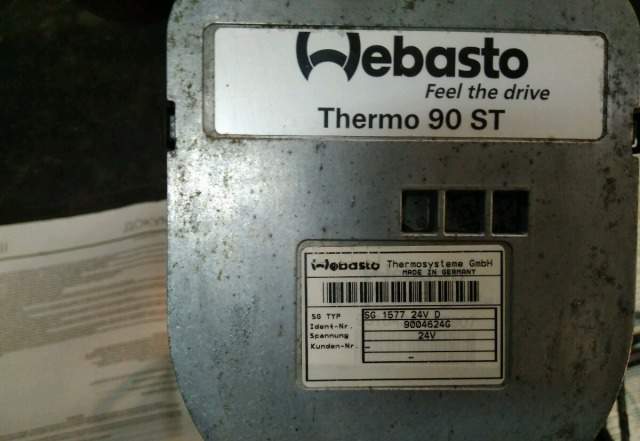 Webasto
Feel the drive
Thermo 90 ST
Webasto Thermosysteme GmbH
MADE IN GERMANY
SG TYP SG 1577 24V D
Ident-Nr. 9004624G
Spannung 24V
Kunden-Nr. –
–